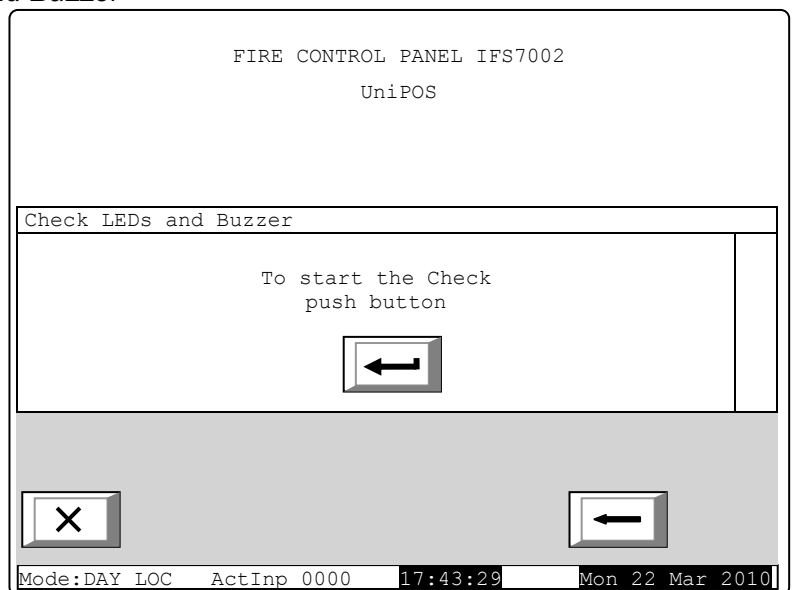 FIRE CONTROL PANEL IFS7002
UniPOS
Check LEDs and Buzzer
To start the Check
push button
Mode:DAY LOC ActInp 0000 17:43:29 Mon 22 Mar 2010